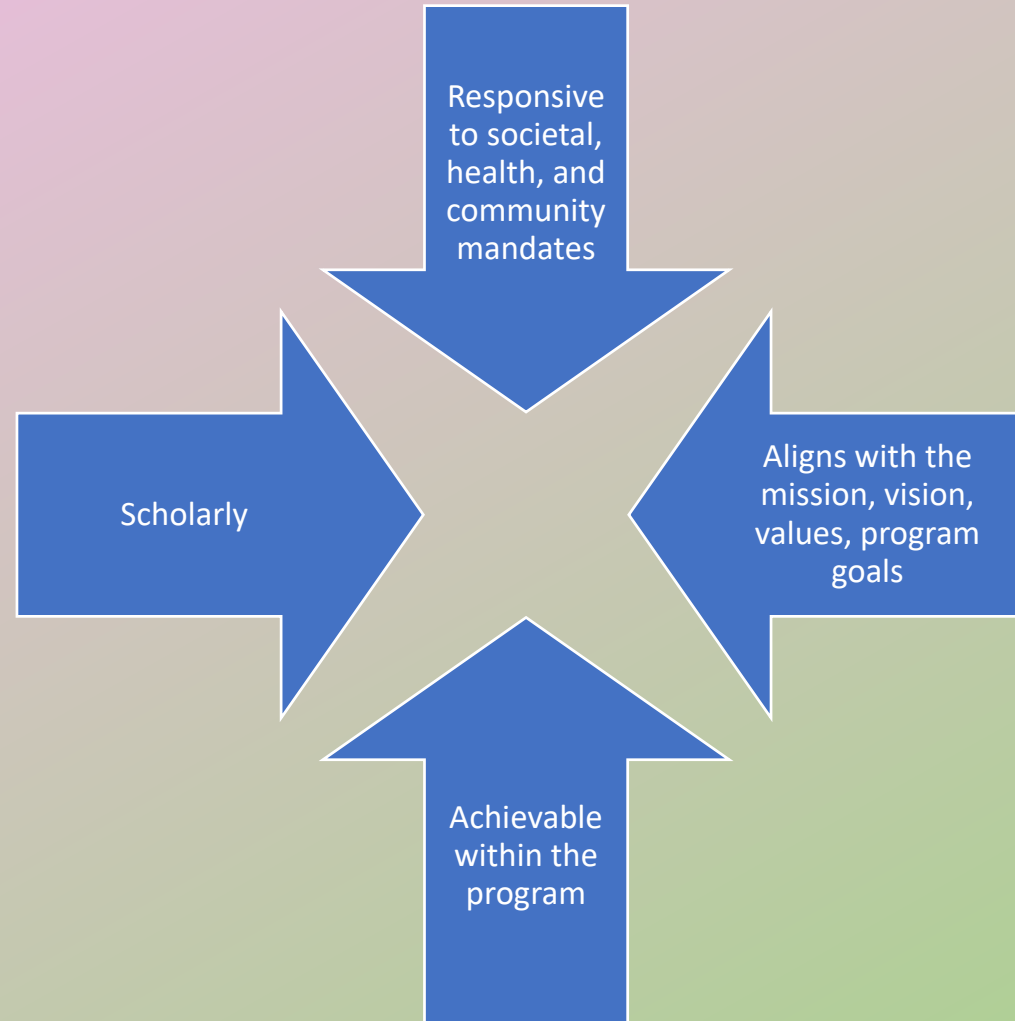 Responsive
to societal,
health, and
community
mandates
Scholarly
Aligns with the
mission, vision,
values, program
goals
Achievable
within the
program